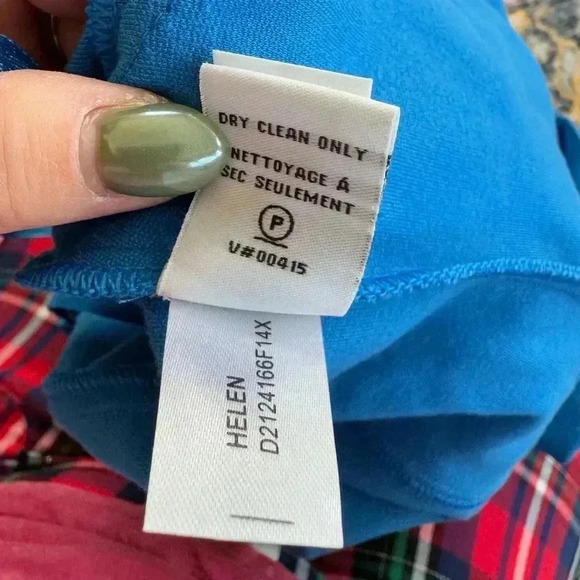 DRY CLEAN ONLY
NETTOYAGE À
SEC SEULEMENT
P
V#00415
HELEN
D2124166F14X